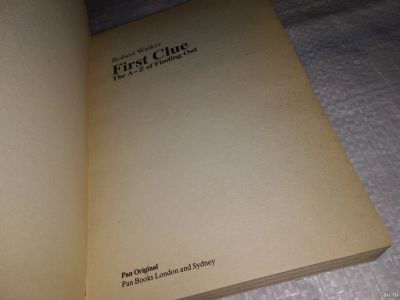 Robert Walker
First Clue
The A–Z of Finding Out
Pan Original
Pan Books London and Sydney